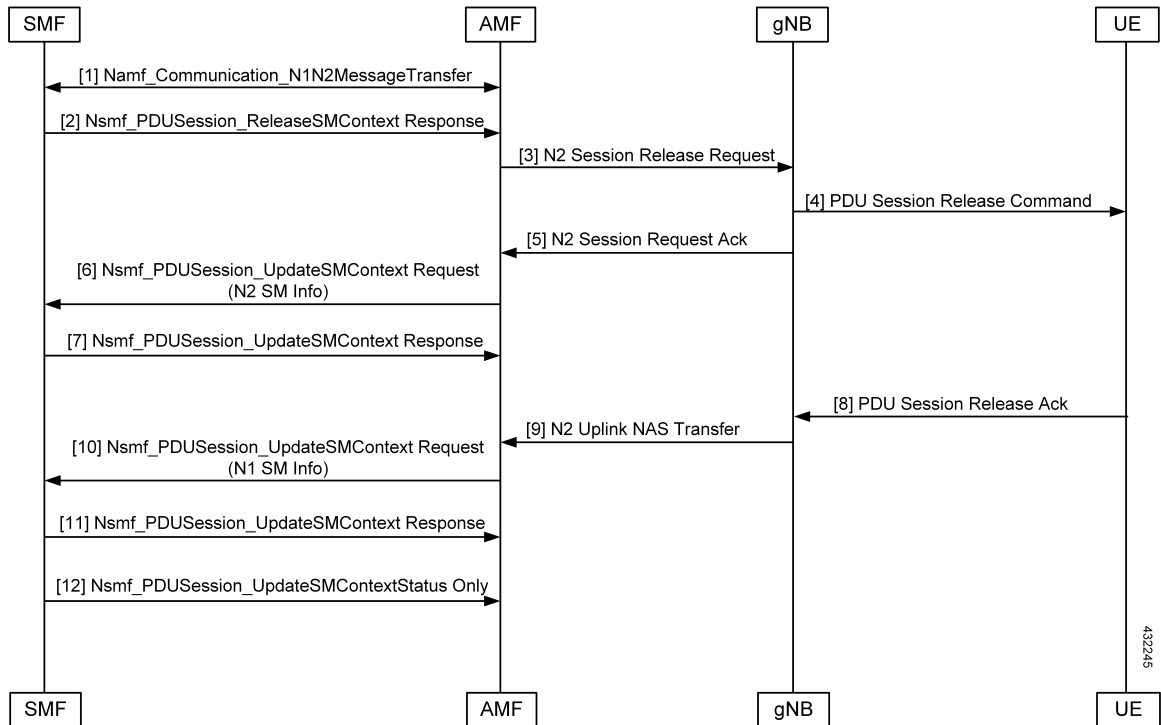 SMF
AMF
gNB
UE
[1] Namf_Communication_N1N2MessageTransfer
[2] Nsmf_PDUSession_ReleaseSMContext Response
[3] N2 Session Release Request
[4] PDU Session Release Command
[5] N2 Session Request Ack
[6] Nsmf_PDUSession_UpdateSMContext Request
(N2 SM Info)
[7] Nsmf_PDUSession_UpdateSMContext Response
[8] PDU Session Release Ack
[9] N2 Uplink NAS Transfer
[10] Nsmf_PDUSession_UpdateSMContext Request
(N1 SM Info)
[11] Nsmf_PDUSession_UpdateSMContext Response
[12] Nsmf_PDUSession_UpdateSMContextStatus Only
432245
SMF
AMF
gNB
UE